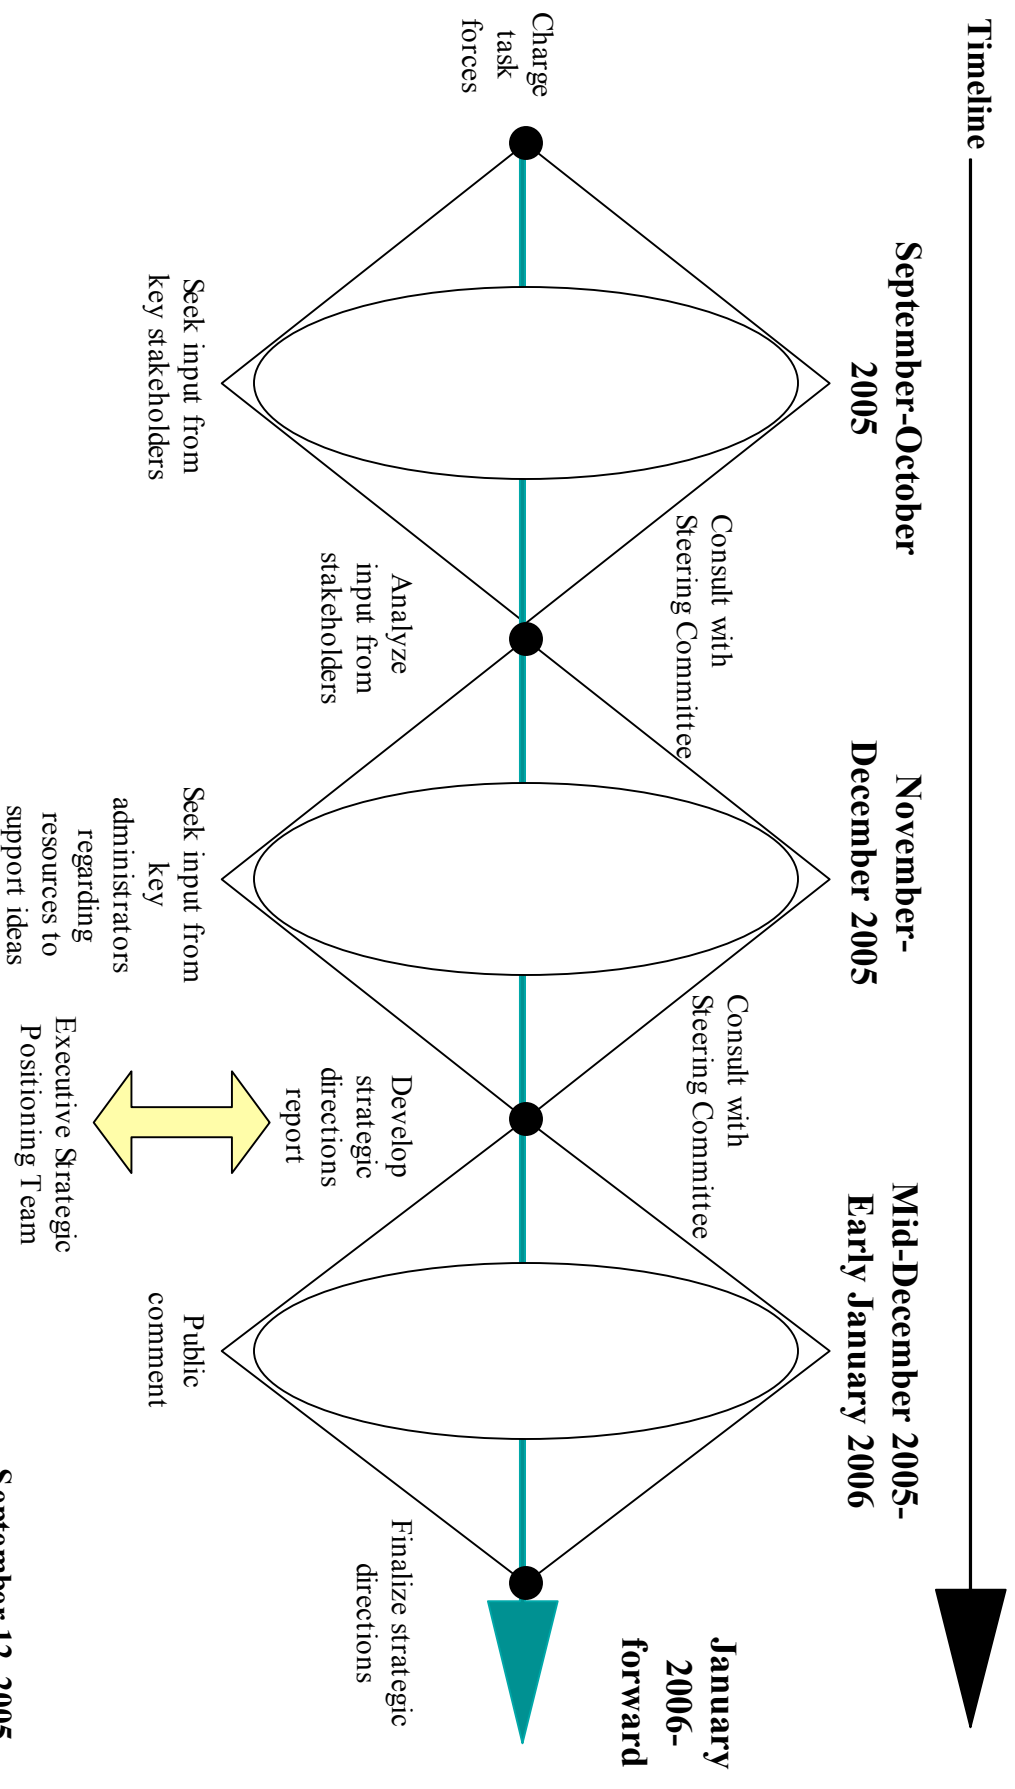 Timeline
September-October
2005
November-
December 2005
Mid-December 2005-
Early January 2006
January
2006-
forward
Consult with
Steering Committee
Consult with
Steering Committee
Charge
task
forces
Analyze
input from
stakeholders
Develop
strategic
directions
report
Finalize strategic
directions
Seek input from
key stakeholders
Seek input from
key
administrators
regarding
resources to
support ideas
Public
comment
Executive Strategic
Positioning Team
September 12, 2005